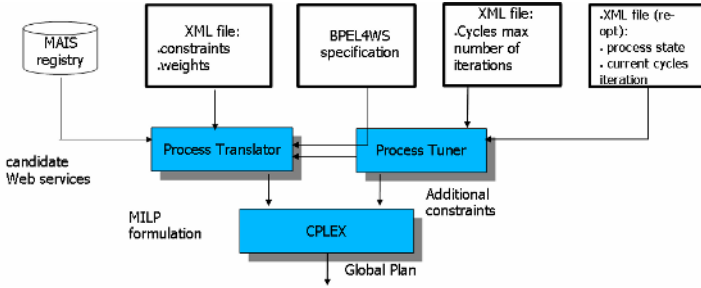 MAIS
registry
XML file:
.constraints
.weights
BPEL4WS
specification
XML file:
.Cycles max
number of
iterations
.XML file (re-
opt):
. process state
. current cycles
iteration
candidate
Web services
Process Translator
Process Tuner
Additional
constraints
MILP
formulation
CPLEX
Global Plan